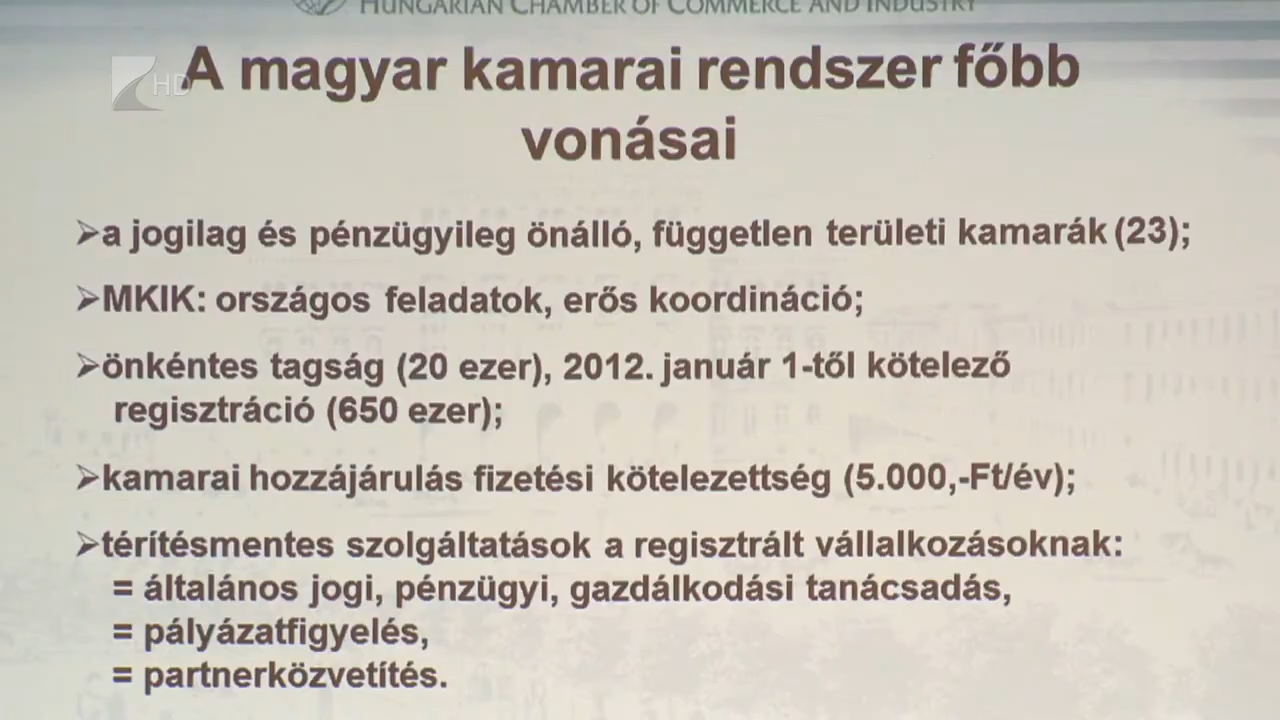 HUNGARIAN CHAMBER OF COMMERCE AND INDUSTRY
HD
A magyar kamarai rendszer főbb
vonásai
➢a jogilag és pénzügyileg önálló, független területi kamarák (23);
➢MKIK: országos feladatok, erős koordináció;
➢önkéntes tagság (20 ezer), 2012. január 1-től kötelező
regisztráció (650 ezer);
➢kamarai hozzájárulás fizetési kötelezettség (5.000,-Ft/év);
➢térítésmentes szolgáltatások a regisztrált vállalkozásoknak:
= általános jogi, pénzügyi, gazdálkodási tanácsadás,
= pályázatfigyelés,
= partnerközvetítés.